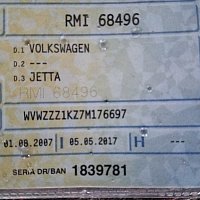 RMI 68496
D.1 VOLKSWAGEN
D.2 ---
D.3 JETTA
RMI 68496
WVWZZZ1KZ7M176697
01.08.2007 I 05.05.2017 H ---
SERIA DR/BAN 1839781